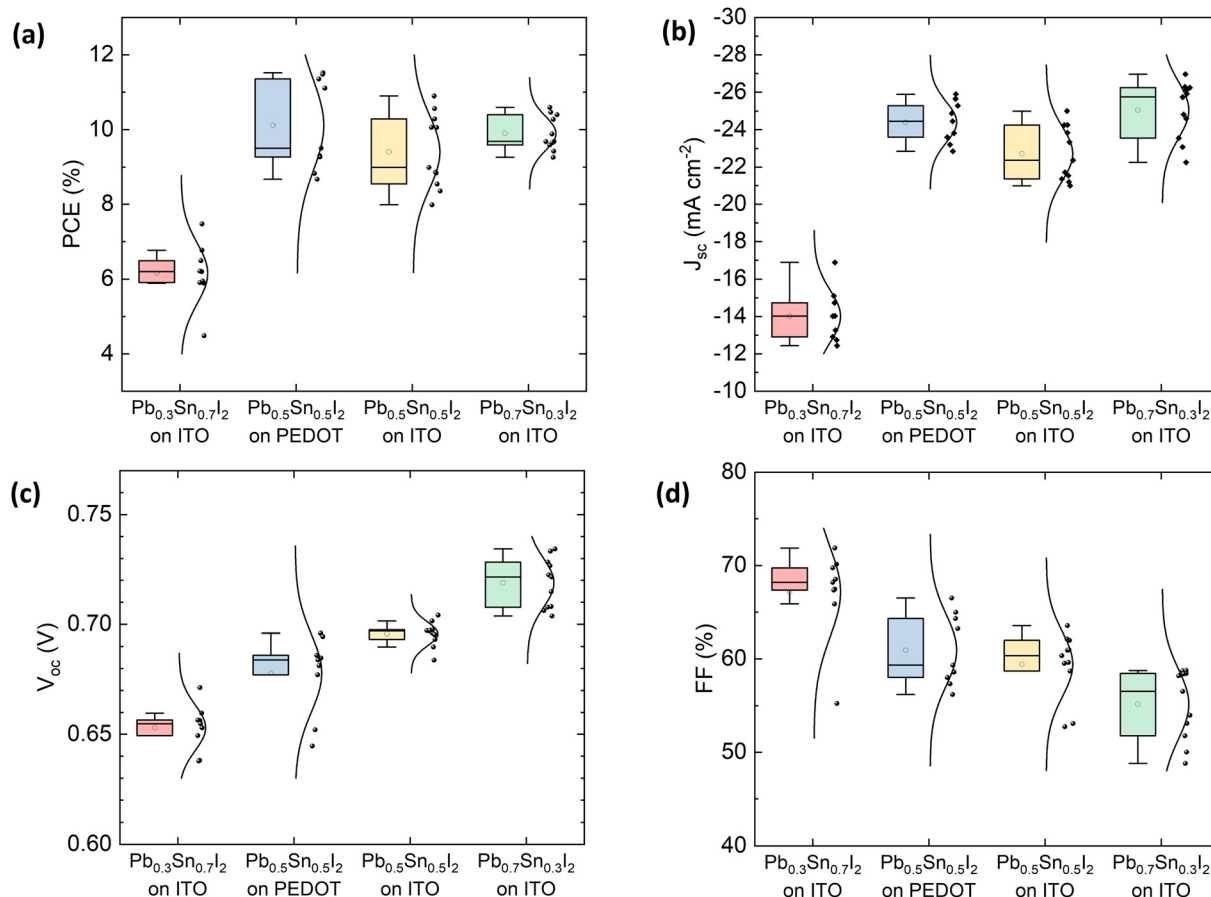 (a)
PCE (%)
12
10
8
6
4
Pb0.3Sn0.7I2 on ITO
Pb0.5Sn0.5I2 on PEDOT
Pb0.5Sn0.5I2 on ITO
Pb0.7Sn0.3I2 on ITO
(b)
Jsc (mA cm-2)
-30
-28
-26
-24
-22
-20
-18
-16
-14
-12
-10
Pb0.3Sn0.7I2 on ITO
Pb0.5Sn0.5I2 on PEDOT
Pb0.5Sn0.5I2 on ITO
Pb0.7Sn0.3I2 on ITO
(c)
Voc (V)
0.75
0.70
0.65
0.60
Pb0.3Sn0.7I2 on ITO
Pb0.5Sn0.5I2 on PEDOT
Pb0.5Sn0.5I2 on ITO
Pb0.7Sn0.3I2 on ITO
(d)
FF (%)
80
70
60
50
40
Pb0.3Sn0.7I2 on ITO
Pb0.5Sn0.5I2 on PEDOT
Pb0.5Sn0.5I2 on ITO
Pb0.7Sn0.3I2 on ITO